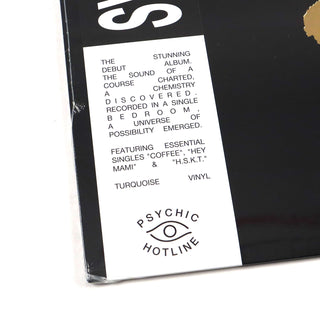 THE STUNNING
DEBUT ALBUM.
THE SOUND OF A
COURSE CHARTED,
A CHEMISTRY
DISCOVERED.
RECORDED IN A SINGLE
BEDROOM,
A UNIVERSE OF
POSSIBILITY EMERGED.
FEATURING ESSENTIAL
SINGLES "COFFEE", "HEY
MAMI" & "H.S.K.T."
TURQUOISE VINYL
PSYCHIC
HOTLINE